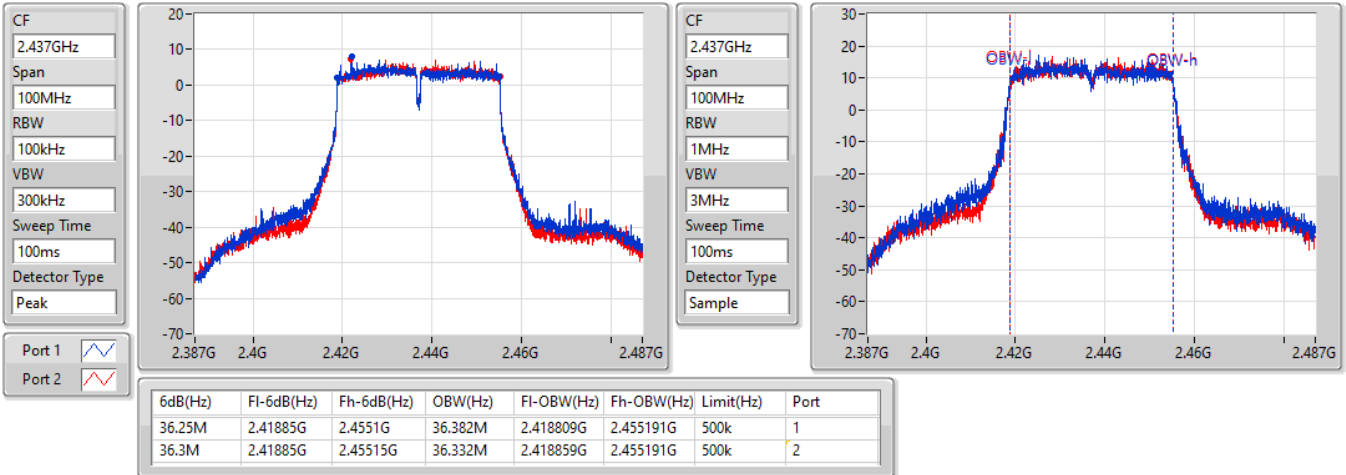 CF
2.437GHz
Span
100MHz
RBW
100kHz
VBW
300kHz
Sweep Time
100ms
Detector Type
Peak
Port 1
Port 2
20
10
0
-10
-20
-30
-40
-50
-60
-70
2.387G 2.4G 2.42G 2.44G 2.46G 2.487G
CF
2.437GHz
Span
100MHz
RBW
1MHz
VBW
3MHz
Sweep Time
100ms
Detector Type
Sample
30
20
10
0
-10
-20
-30
-40
-50
-60
-70
OBW-l OBW-h
2.387G 2.4G 2.42G 2.44G 2.46G 2.487G
6dB(Hz) Fl-6dB(Hz) Fh-6dB(Hz) OBW(Hz) Fl-OBW(Hz) Fh-OBW(Hz) Limit(Hz) Port
36.25M 2.41885G 2.4551G 36.382M 2.418809G 2.455191G 500k 1
36.3M 2.41885G 2.45515G 36.332M 2.418859G 2.455191G 500k 2